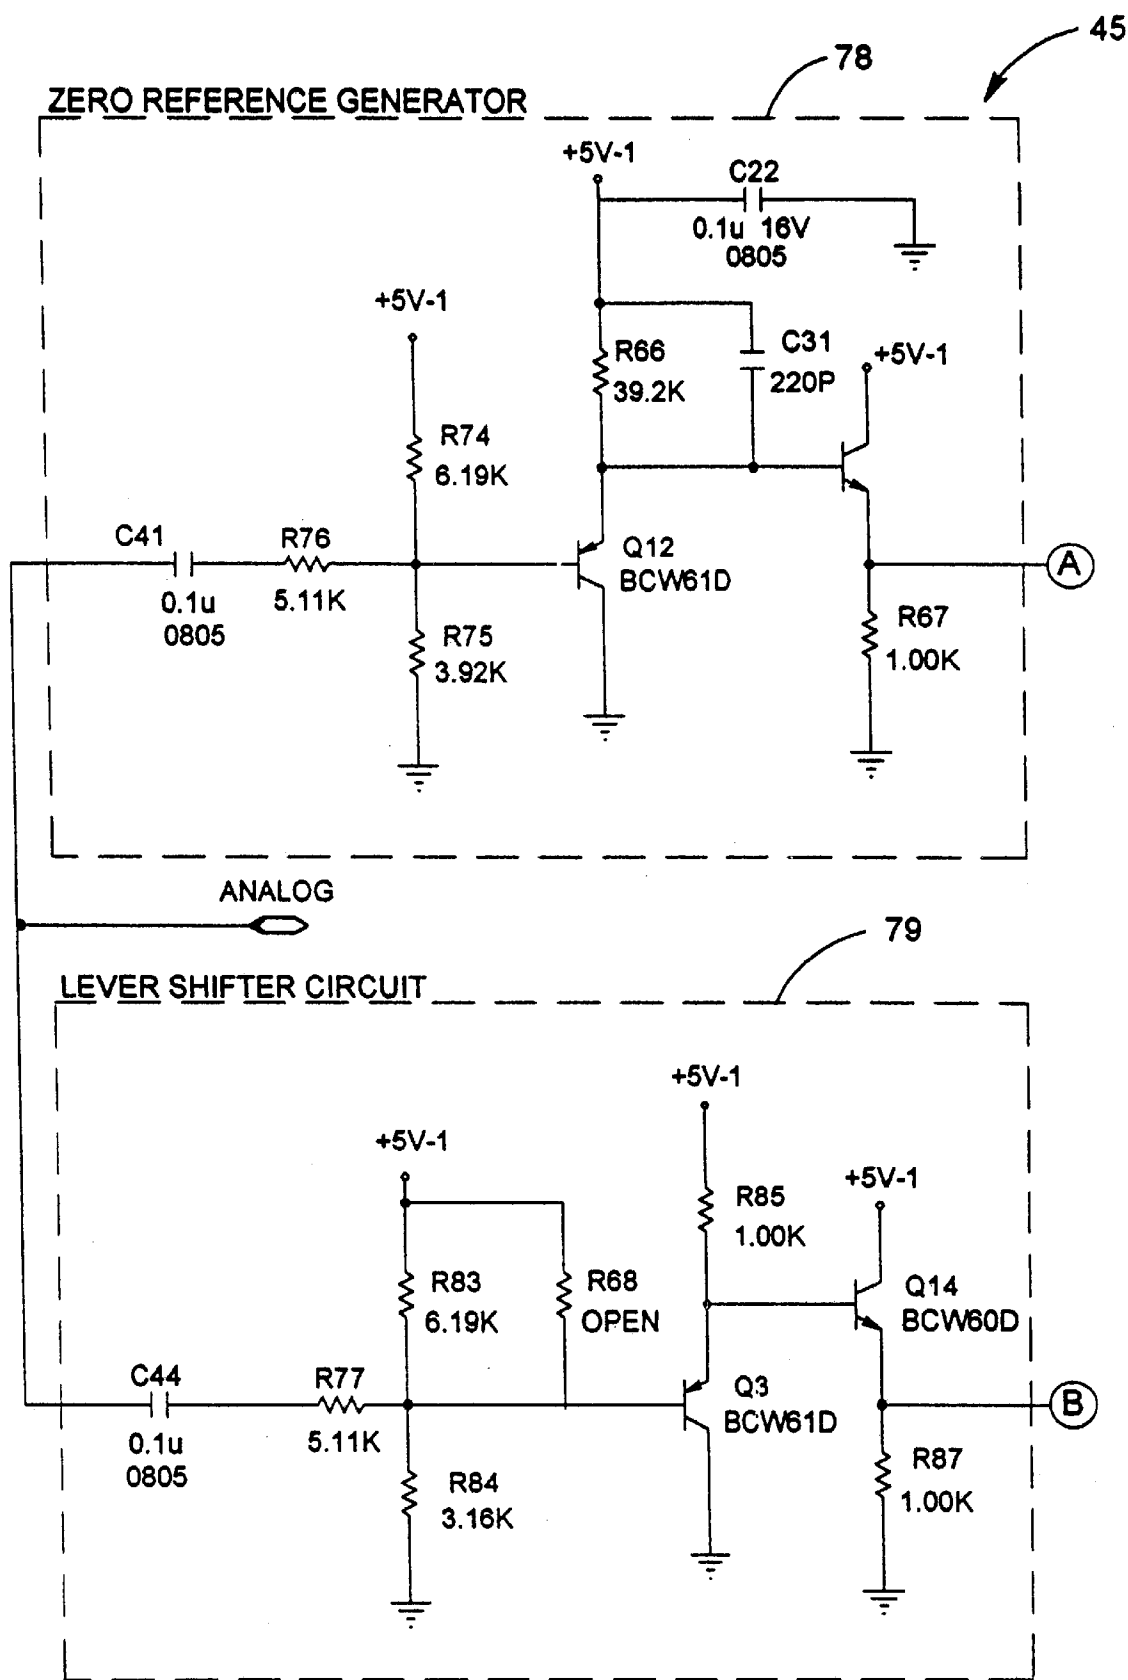 45
78
ZERO REFERENCE GENERATOR
+5V-1
C22
0.1u 16V
0805
+5V-1
R66
39.2K
C31
220P
+5V-1
R74
6.19K
C41
0.1u
0805
R76
5.11K
Q12
BCW61D
A
R75
3.92K
R67
1.00K
ANALOG
79
LEVER SHIFTER CIRCUIT
+5V-1
+5V-1
R85
1.00K
+5V-1
R83
6.19K
R68
OPEN
Q14
BCW60D
C44
0.1u
0805
R77
5.11K
Q3
BCW61D
B
R84
3.16K
R87
1.00K